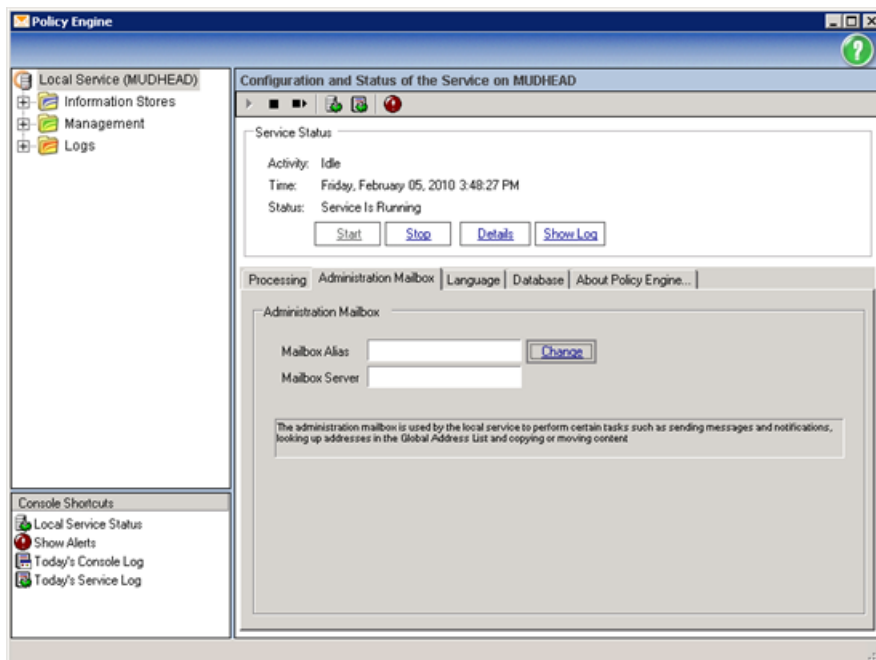 Policy Engine
Local Service (MUDHEAD)
Information Stores
Management
Logs
Configuration and Status of the Service on MUDHEAD
Service Status
Activity: Idle
Time: Friday, February 05, 2010 3:48:27 PM
Status: Service Is Running
Start Stop Details Show Log
Processing Administration Mailbox Language Database About Policy Engine...
Administration Mailbox
Mailbox Alias Change
Mailbox Server
The administration mailbox is used by the local service to perform certain tasks such as sending messages and notifications,
looking up addresses in the Global Address List and copying or moving content
Console Shortcuts
Local Service Status
Show Alerts
Today's Console Log
Today's Service Log